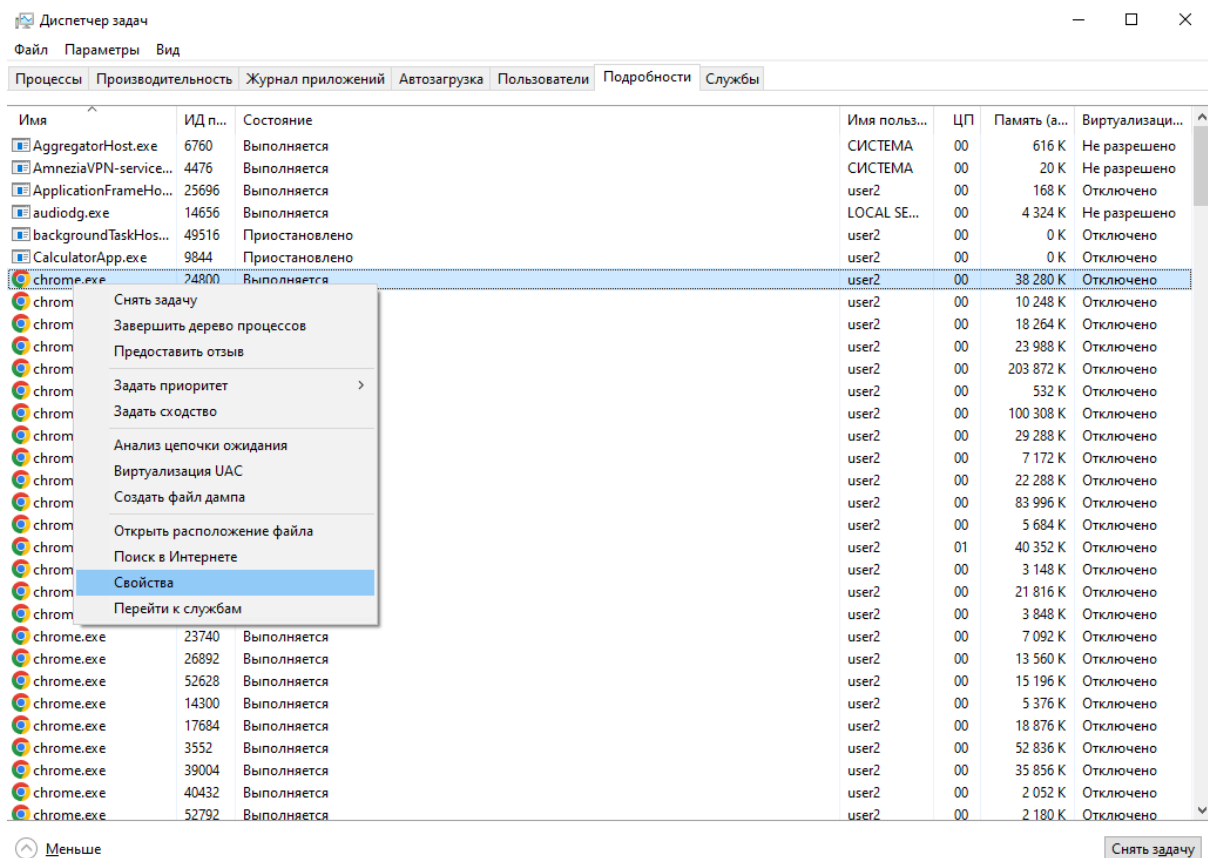 Диспетчер задач
Файл Параметры Вид
Процессы Производительность Журнал приложений Автозагрузка Пользователи Подробности Службы
Имя ИД п... Состояние Имя польз... ЦП Память (а... Виртуализаци...
AggregatorHost.exe 6760 Выполняется СИСТЕМА 00 616 K Не разрешено
AmneziaVPN-service... 4476 Выполняется СИСТЕМА 00 20 K Не разрешено
ApplicationFrameHo... 25696 Выполняется user2 00 168 K Отключено
audiodg.exe 14656 Выполняется LOCAL SE... 00 4 324 K Не разрешено
backgroundTaskHos... 49516 Приостановлено user2 00 0 K Отключено
CalculatorApp.exe 9844 Приостановлено user2 00 0 K Отключено
chrome.exe 24800 Выполняется user2 00 38 280 K Отключено
chrom Снять задачу user2 00 10 248 K Отключено
chrom Завершить дерево процессов user2 00 18 264 K Отключено
chrom Предоставить отзыв user2 00 23 988 K Отключено
chrom user2 00 203 872 K Отключено
chrom Задать приоритет user2 00 532 K Отключено
chrom Задать сходство user2 00 100 308 K Отключено
chrom Анализ цепочки ожидания user2 00 29 288 K Отключено
chrom user2 00 7 172 K Отключено
chrom Виртуализация UAC user2 00 22 288 K Отключено
chrom Создать файл дампа user2 00 83 996 K Отключено
chrom Открыть расположение файла user2 00 5 684 K Отключено
chrom Поиск в Интернете user2 01 40 352 K Отключено
chrom user2 00 3 148 K Отключено
chrom Свойства user2 00 21 816 K Отключено
chrom Перейти к службам user2 00 3 848 K Отключено
chrome.exe 23740 Выполняется user2 00 7 092 K Отключено
chrome.exe 26892 Выполняется user2 00 13 560 K Отключено
chrome.exe 52628 Выполняется user2 00 15 196 K Отключено
chrome.exe 14300 Выполняется user2 00 5 376 K Отключено
chrome.exe 17684 Выполняется user2 00 18 876 K Отключено
chrome.exe 3552 Выполняется user2 00 52 836 K Отключено
chrome.exe 39004 Выполняется user2 00 35 856 K Отключено
chrome.exe 40432 Выполняется user2 00 2 052 K Отключено
chrome.exe 52792 Выполняется user2 00 2 180 K Отключено
Меньше Снять задачу